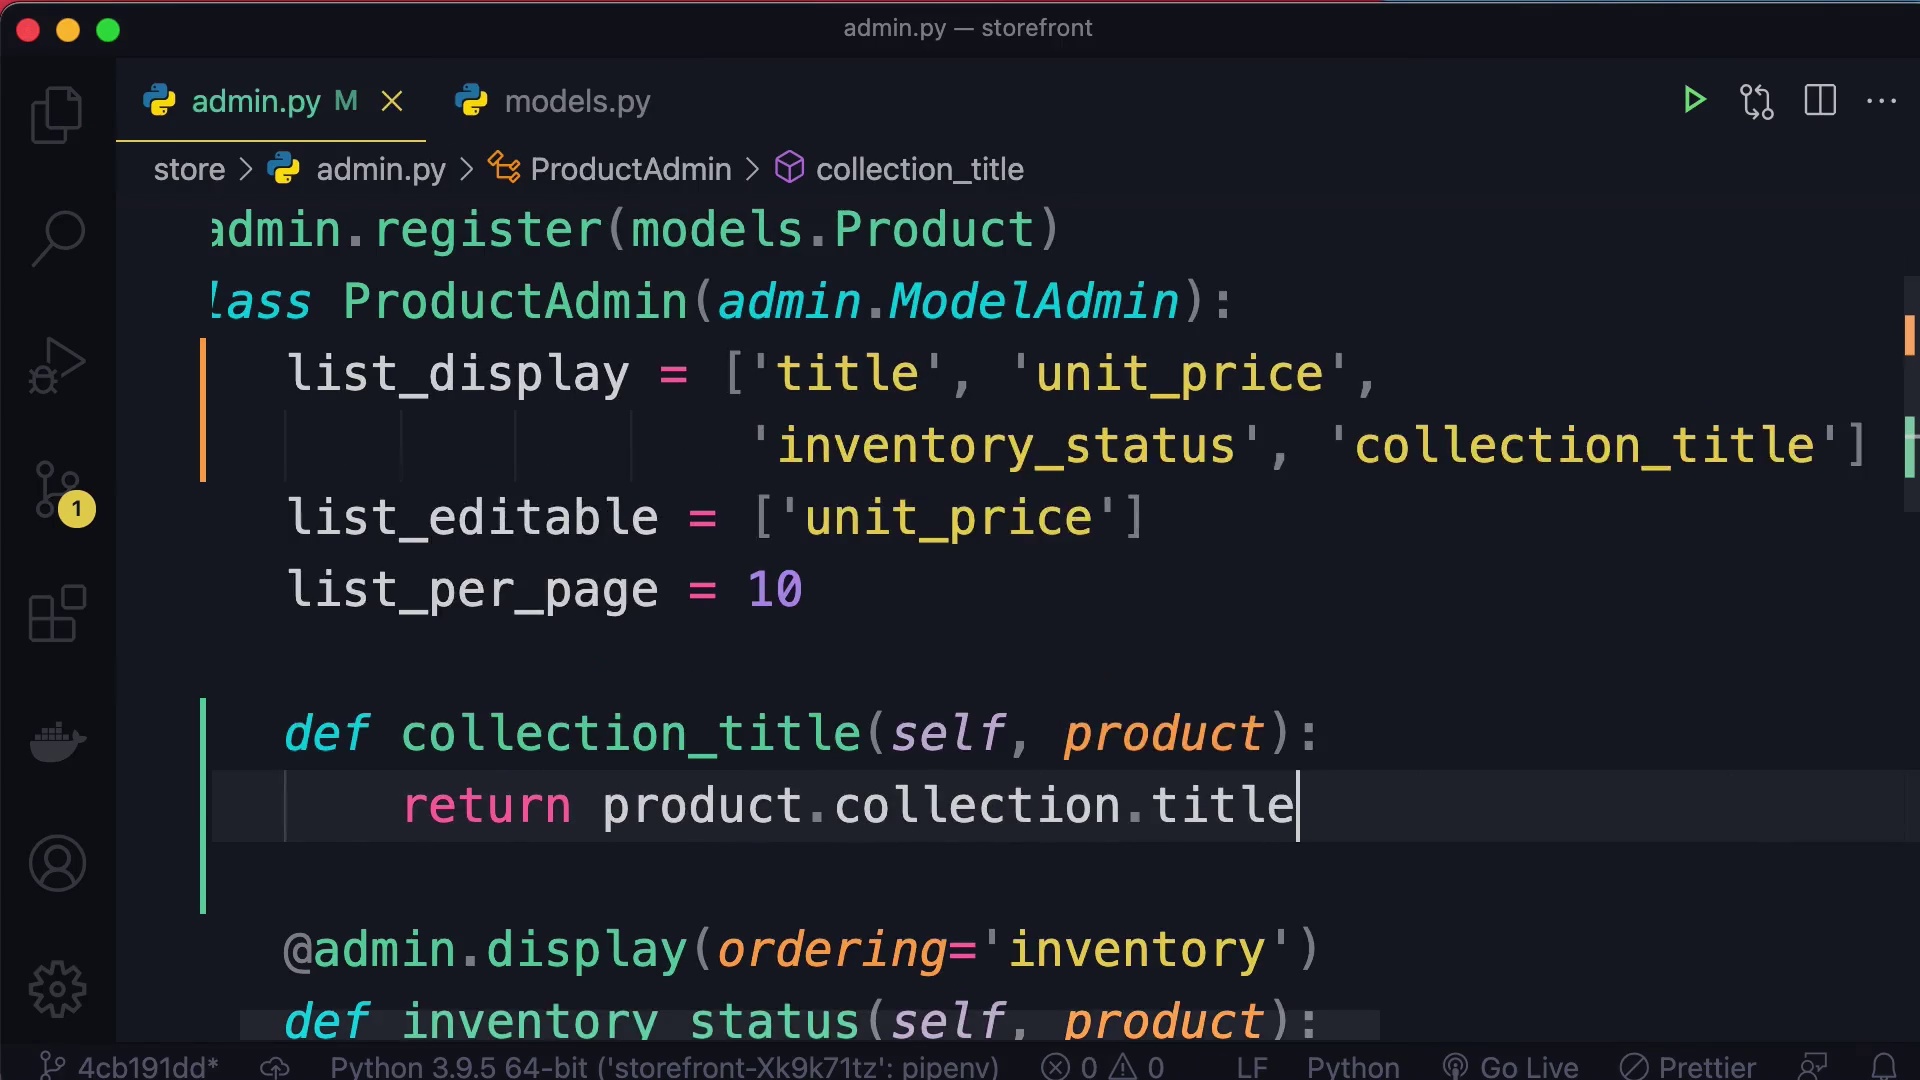 admin.py — storefront
admin.py M models.py
store > admin.py > ProductAdmin > collection_title
admin.register(models.Product)
lass ProductAdmin(admin.ModelAdmin):
list_display = ['title', 'unit_price',
'inventory_status', 'collection_title']
list_editable = ['unit_price']
list_per_page = 10
def collection_title(self, product):
return product.collection.title
@admin.display(ordering='inventory')
def inventory_status(self, product):
1
4cb191dd* Python 3.9.5 64-bit ('storefront-Xk9k71tz': pipenv) 0 0 LF Python Go Live Prettier